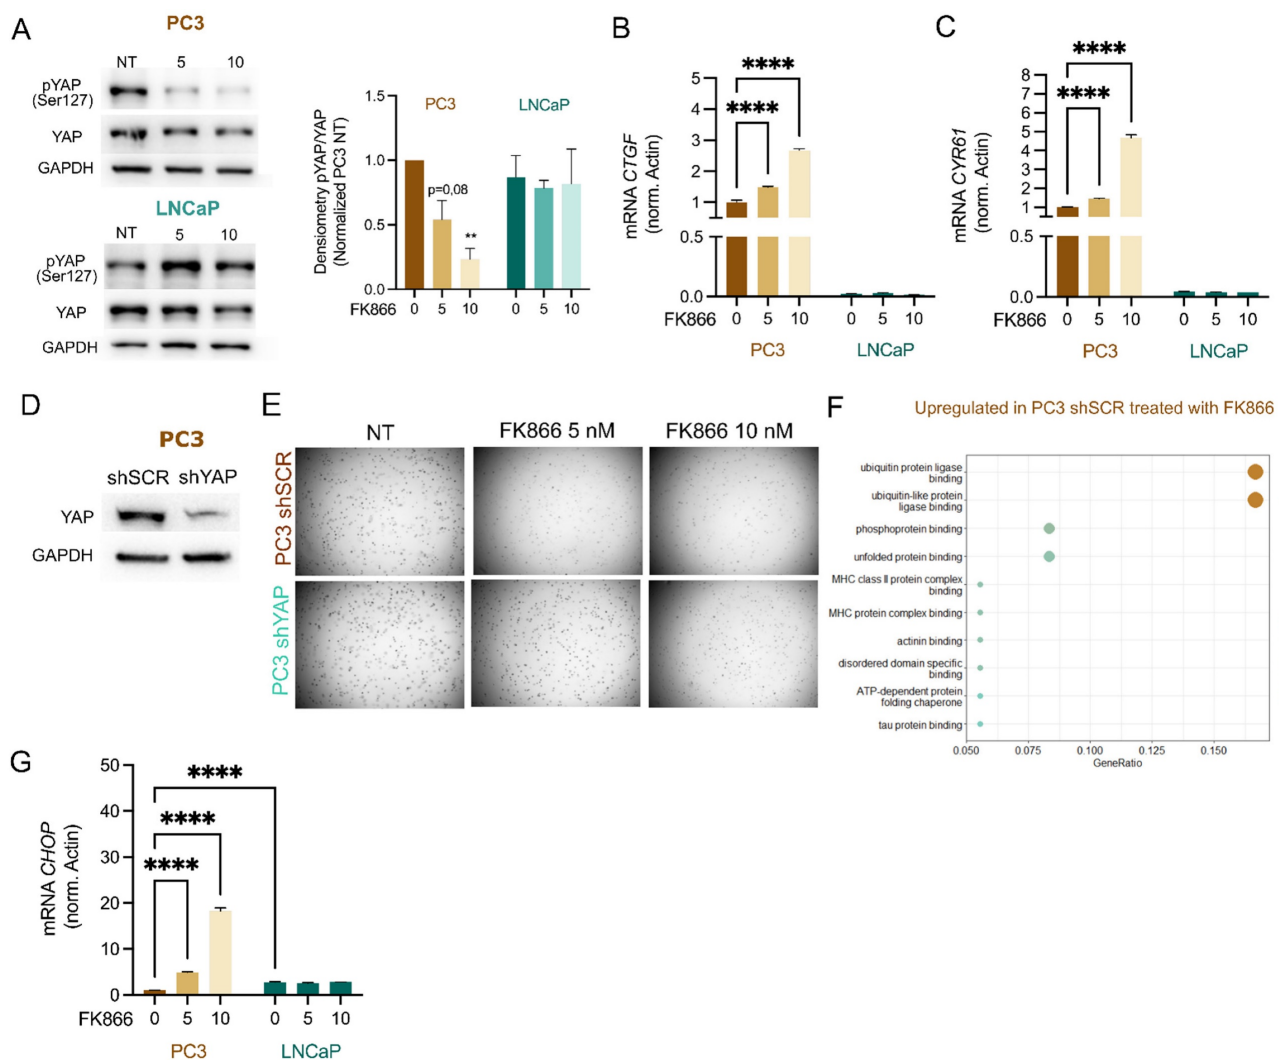 A
PC3
NT 5 10
pYAP
(Ser127)
YAP
GAPDH
LNCaP
NT 5 10
pYAP
(Ser127)
YAP
GAPDH
Densiometry pYAP/YAP
(Normalized PC3 NT)
1.5
1.0
0.5
0.0
PC3 LNCaP
p=0,08
**
FK866 0 5 10 0 5 10
B
mRNA CTGF
(norm. Actin)
5
4
3
2
1
0.5
0.0
****
****
FK866 0 5 10 0 5 10
PC3 LNCaP
C
mRNA CYR61
(norm. Actin)
8
7
6
5
4
3
2
1
0.5
0.0
****
****
FK866 0 5 10 0 5 10
PC3 LNCaP
D
PC3
shSCR shYAP
YAP
GAPDH
E
NT FK866 5 nM FK866 10 nM
PC3 shSCR
PC3 shYAP
F
Upregulated in PC3 shSCR treated with FK866
ubiquitin protein ligase
binding
ubiquitin-like protein
ligase binding
phosphoprotein binding
unfolded protein binding
MHC class II protein complex
binding
MHC protein complex binding
actinin binding
disordered domain specific
binding
ATP-dependent protein
folding chaperone
tau protein binding
0.050 0.075 0.100 0.125 0.150
GeneRatio
G
mRNA CHOP
(norm. Actin)
50
40
30
20
10
0
****
****
****
FK866 0 5 10 0 5 10
PC3 LNCaP